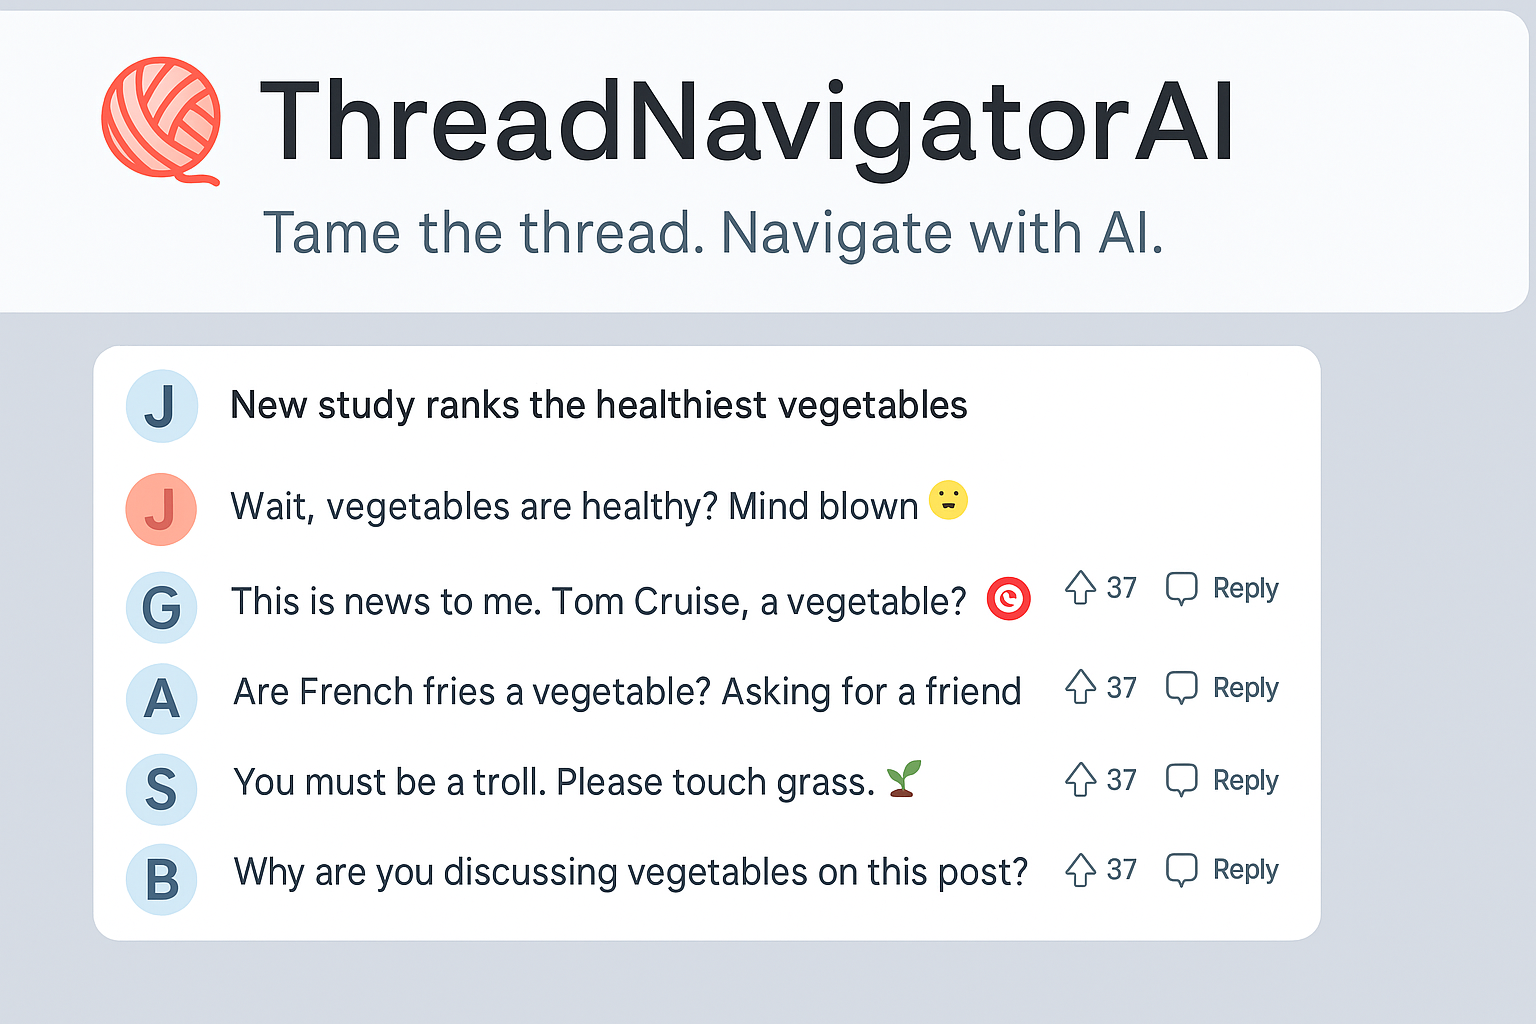 ThreadNavigatorAI
Tame the thread. Navigate with AI.
J New study ranks the healthiest vegetables
J Wait, vegetables are healthy? Mind blown
G This is news to me. Tom Cruise, a vegetable? 37 Reply
A Are French fries a vegetable? Asking for a friend 37 Reply
S You must be a troll. Please touch grass. 37 Reply
B Why are you discussing vegetables on this post? 37 Reply